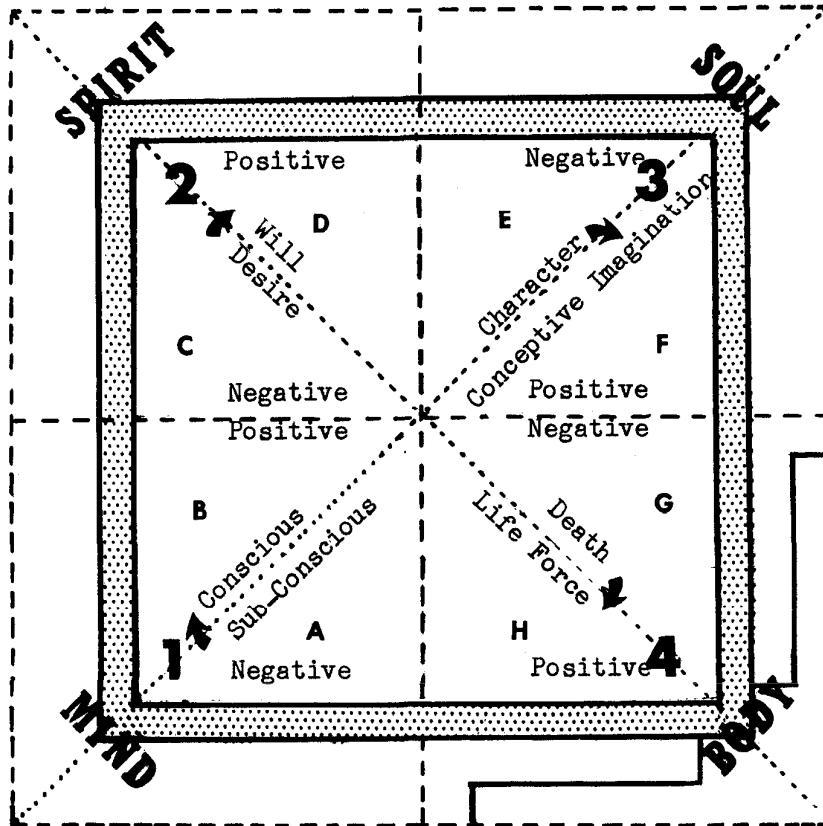 SPIRIT
SOUL
Positive
Negative
2
3
D
E
Will
Desire
Character
Conceptive Imagination
C
F
Negative
Positive
Positive
Negative
B
G
Conscious
Sub-Conscious
Death
Life Force
A
H
1
4
Negative
Positive
MIND
BODY